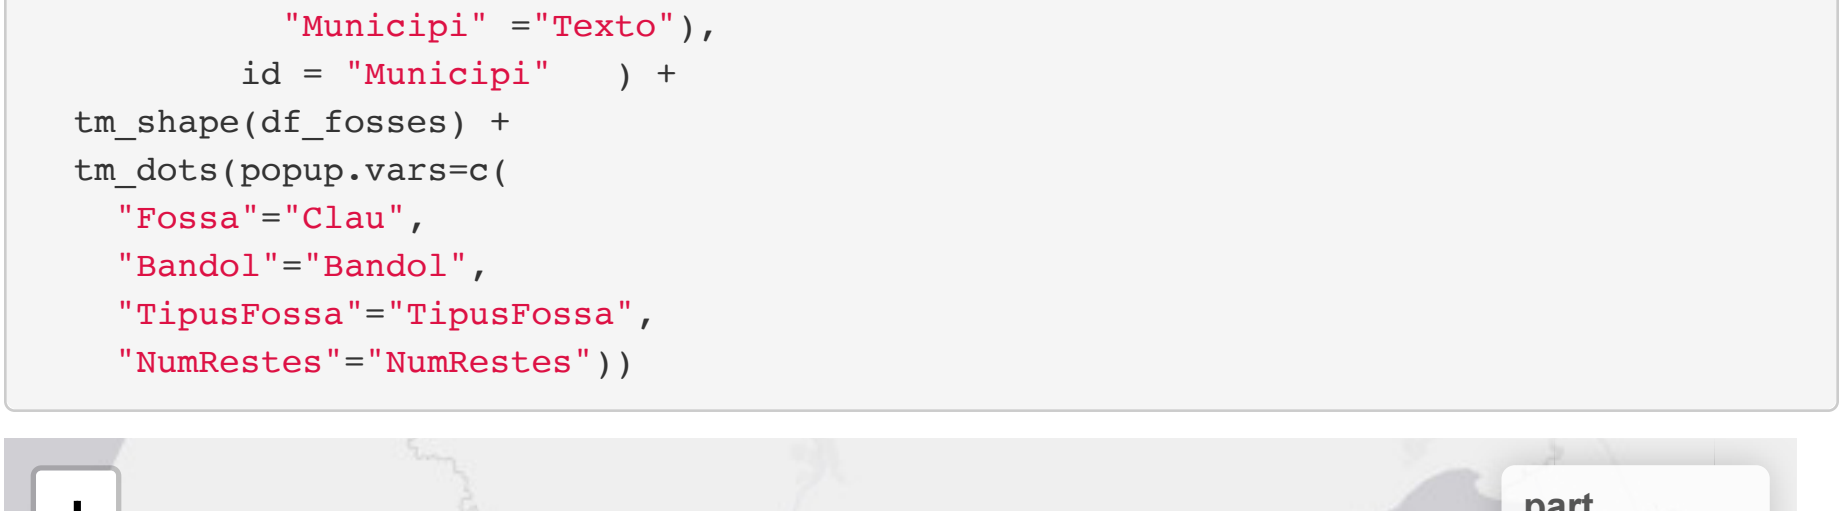 "Municipi" ="Texto"),
id = "Municipi"   ) +
tm_shape(df_fosses) +
tm_dots(popup.vars=c(
"Fossa"="Clau",
"Bandol"="Bandol",
"TipusFossa"="TipusFossa",
"NumRestes"="NumRestes"))
part